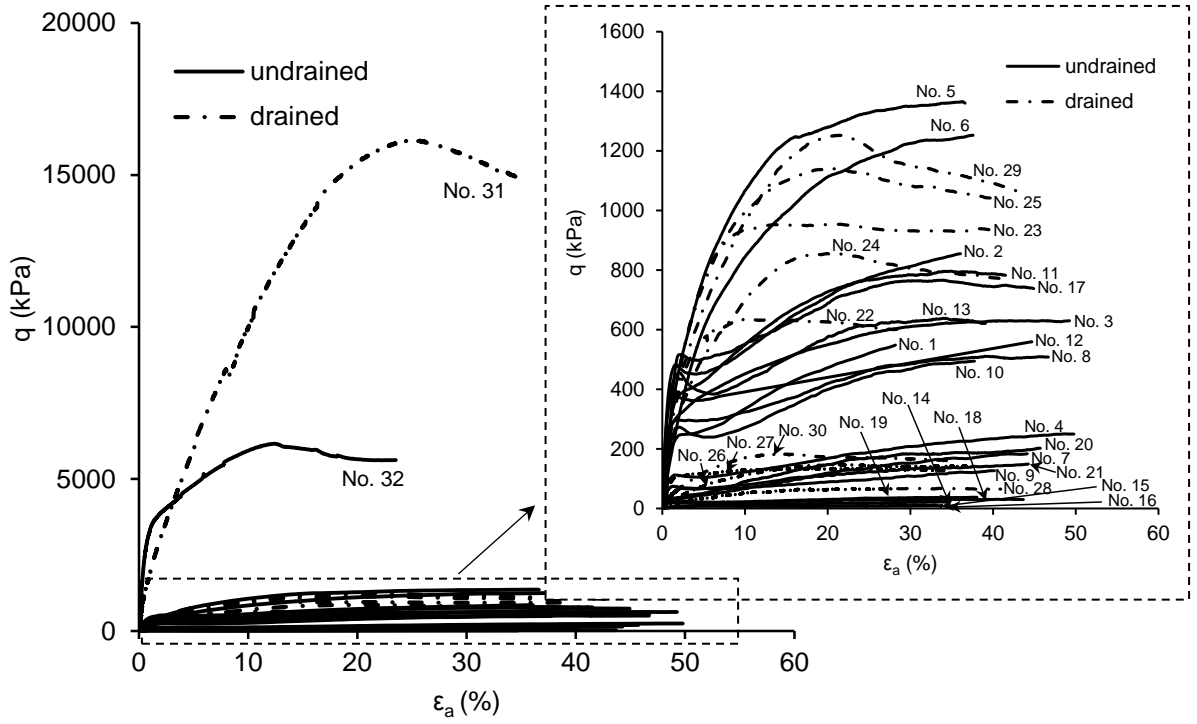 20000
15000
10000
5000
0
q (kPa)
undrained
drained
No. 31
No. 32
0
10
20
30
40
50
60
εa (%)
1600
1400
1200
1000
800
600
400
200
0
q (kPa)
undrained
drained
No. 5
No. 6
No. 29
No. 25
No. 23
No. 24
No. 2
No. 11
No. 17
No. 22
No. 13
No. 3
No. 1
No. 12
No. 8
No. 10
No. 14
No. 19
No. 18
No. 4
No. 30
No. 27
No. 26
No. 20
No. 7
No. 9
No. 21
No. 28
No. 15
No. 16
0
10
20
30
40
50
60
εa (%)